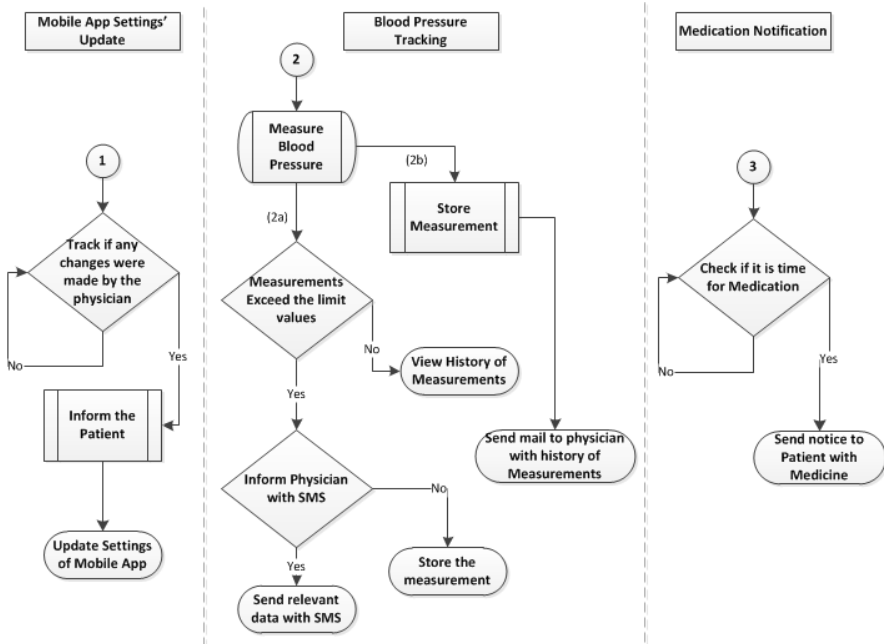 Mobile App Settings'
Update
1
Track if any
changes were
made by the
physician
No
Yes
Inform the
Patient
Update Settings
of Mobile App
Blood Pressure
Tracking
2
Measure
Blood
Pressure
(2b)
Store
Measurement
(2a)
Measurements
Exceed the limit
values
No
View History of
Measurements
Yes
Send mail to physician
with history of
Measurements
Inform Physician
with SMS
No
Store the
measurement
Yes
Send relevant
data with SMS
Medication Notification
3
Check if it is time
for Medication
No
Yes
Send notice to
Patient with
Medicine